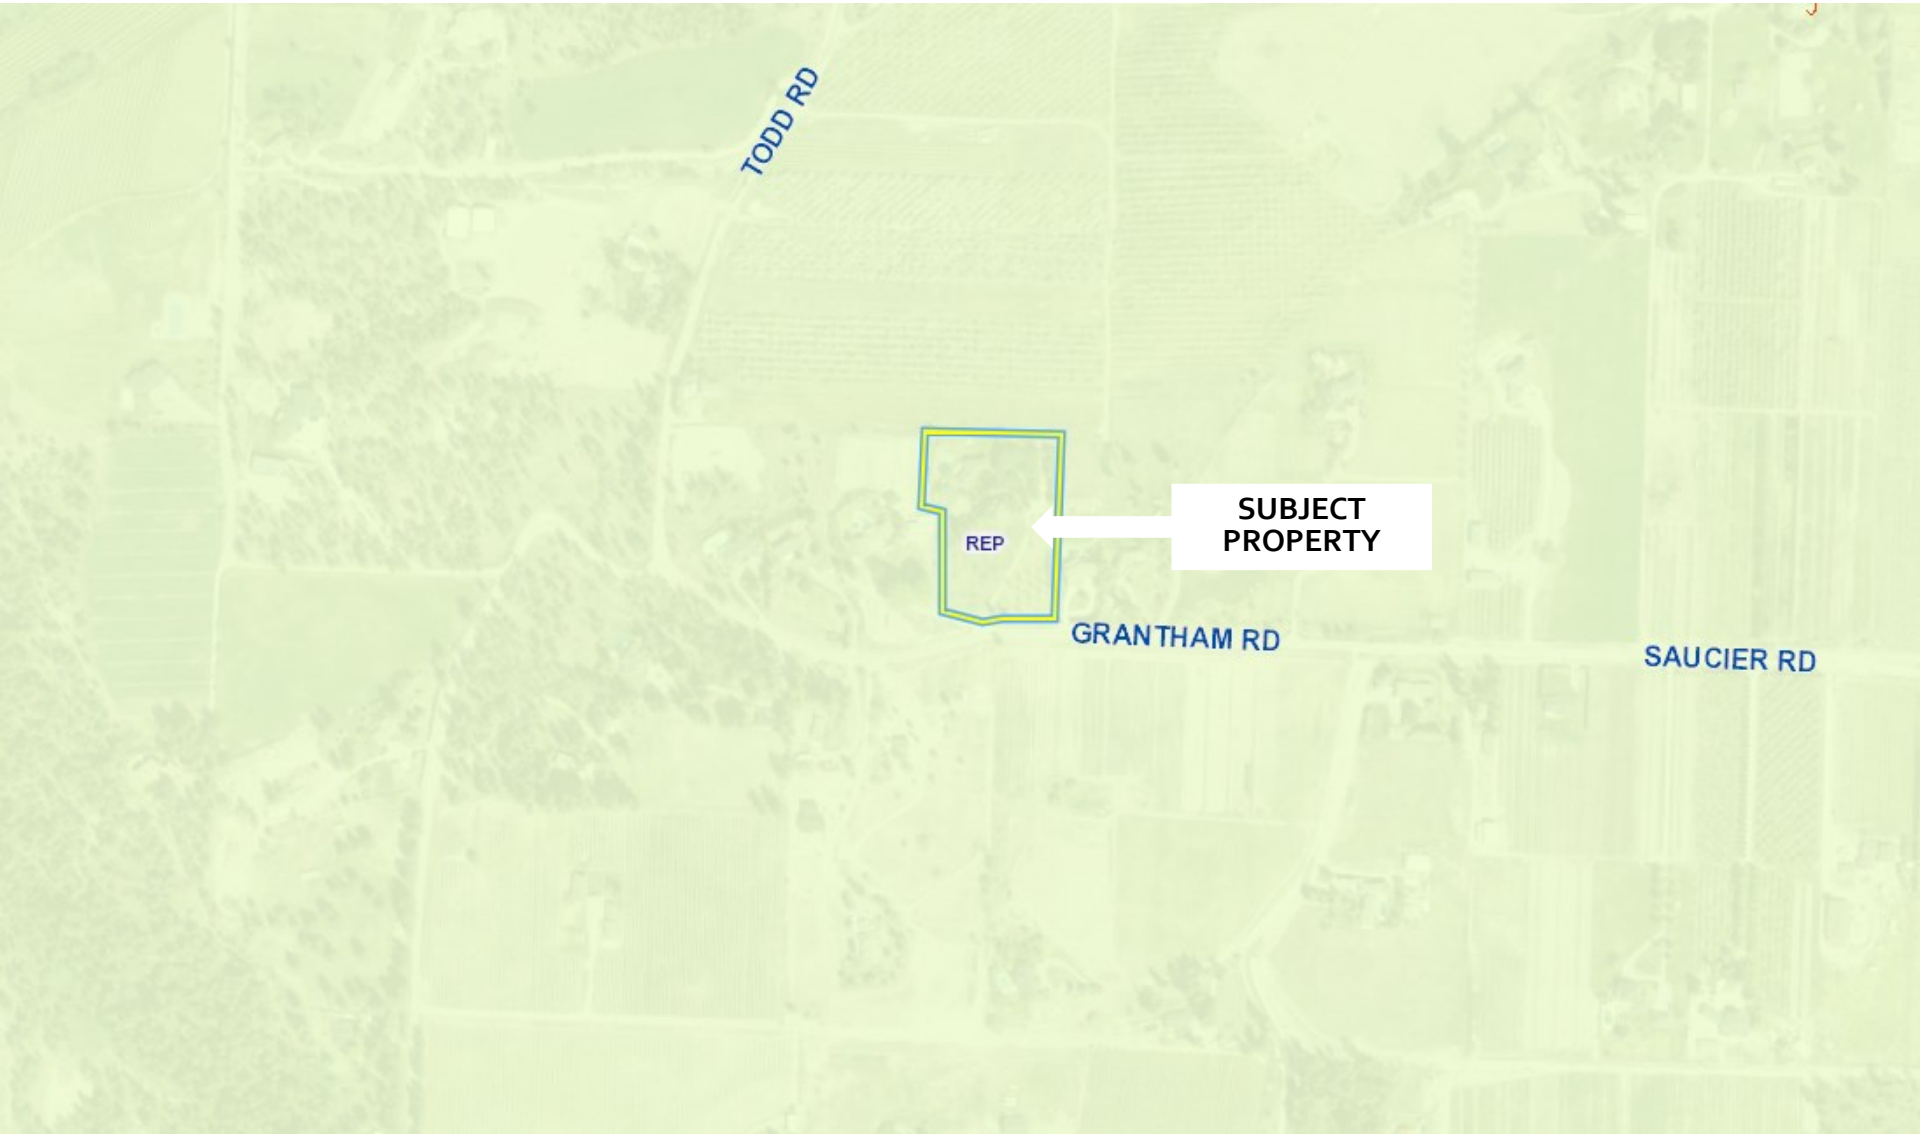 TODD RD
SUBJECT
PROPERTY
REP
GRANTHAM RD
SAUCIER RD